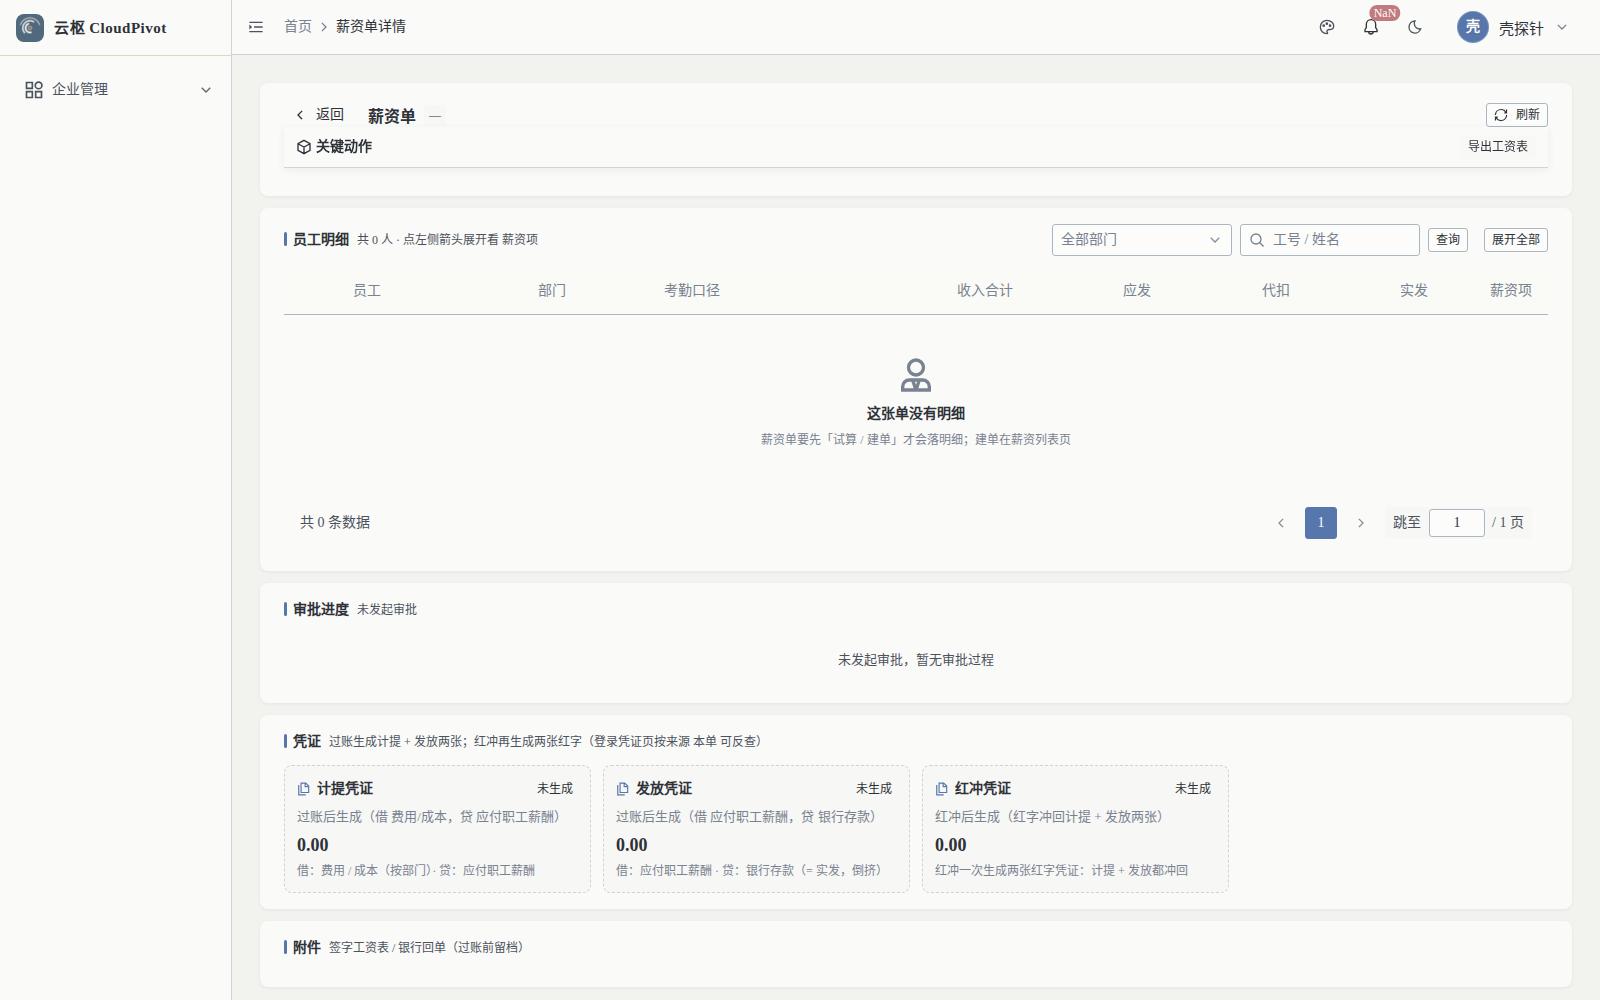 云枢 CloudPivot
首页 > 薪资单详情
NaN
壳 壳探针
企业管理
返回 薪资单 —
刷新
关键动作
导出工资表
员工明细 共 0 人 · 点左侧箭头展开看 薪资项
全部部门
工号 / 姓名
查询
展开全部
员工 部门 考勤口径 收入合计 应发 代扣 实发 薪资项
这张单没有明细
薪资单要先「试算 / 建单」才会落明细；建单在薪资列表页
共 0 条数据
1
跳至 1 / 1 页
审批进度 未发起审批
未发起审批，暂无审批过程
凭证 过账生成计提 + 发放两张；红冲再生成两张红字（登录凭证页按来源 本单 可反查）
计提凭证 未生成
过账后生成（借 费用/成本，贷 应付职工薪酬）
0.00
借：费用 / 成本（按部门）· 贷：应付职工薪酬
发放凭证 未生成
过账后生成（借 应付职工薪酬，贷 银行存款）
0.00
借：应付职工薪酬 · 贷：银行存款（= 实发，倒挤）
红冲凭证 未生成
红冲后生成（红字冲回计提 + 发放两张）
0.00
红冲一次生成两张红字凭证：计提 + 发放都冲回
附件 签字工资表 / 银行回单（过账前留档）